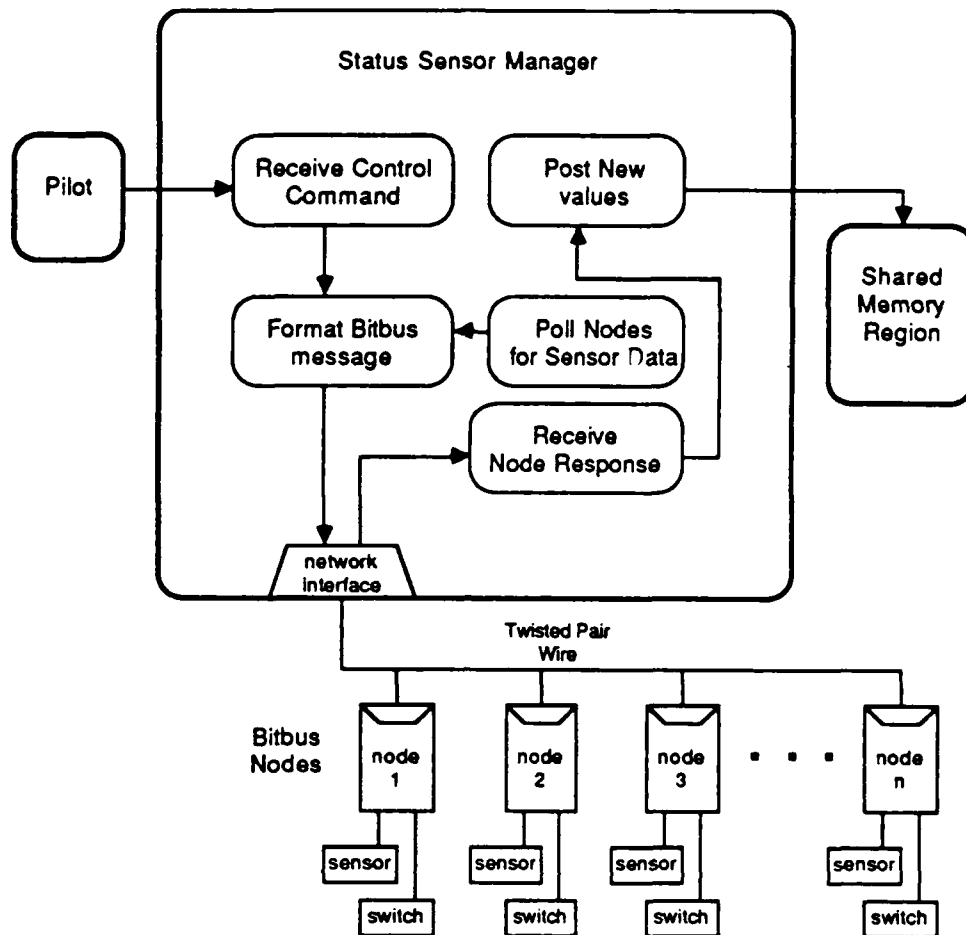 Status Sensor Manager
Pilot
Receive Control
Command
Post New
values
Shared
Memory
Region
Format Bitbus
message
Poll Nodes
for Sensor Data
Receive
Node Response
network
interface
Twisted Pair
Wire
Bitbus
Nodes
node
1
node
2
node
3
node
n
sensor
sensor
sensor
sensor
switch
switch
switch
switch